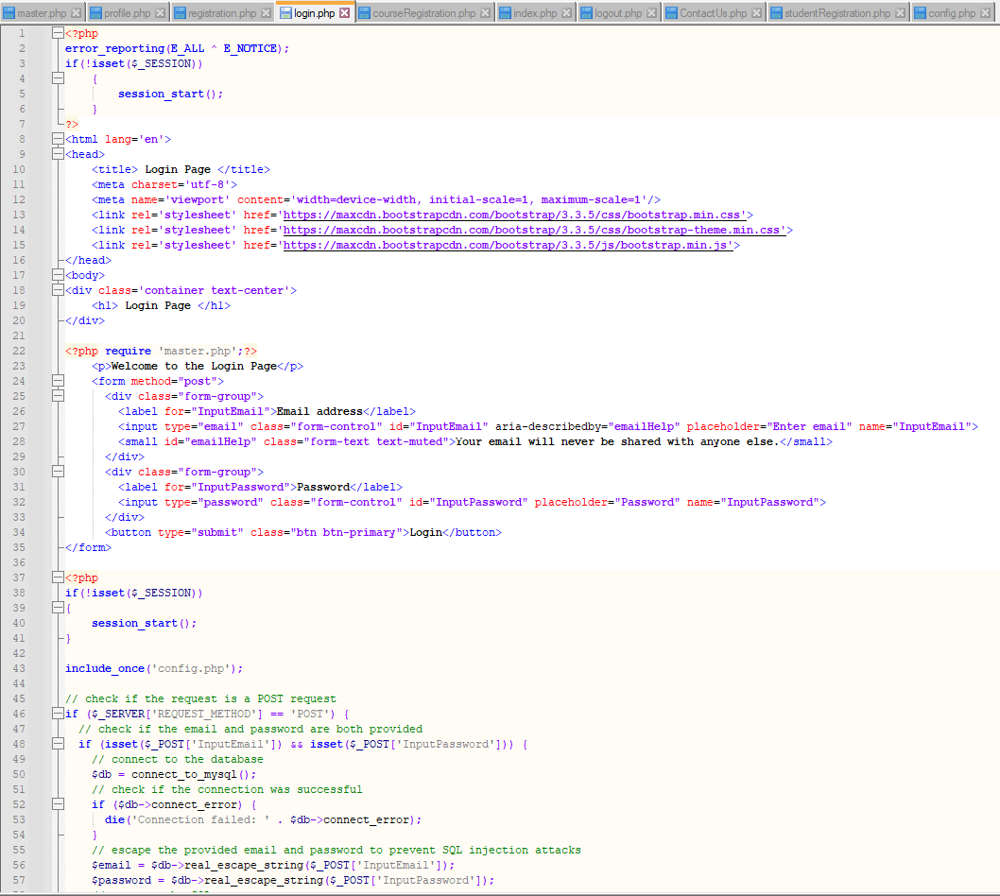 master.php profile.php registration.php login.php courseRegistration.php index.php logout.php ContactUs.php studentRegistration.php config.php
1 <?php
2 error_reporting(E_ALL ^ E_NOTICE);
3 if(!isset($_SESSION))
4 {
5 session_start();
6 }
7 ?>
8 <html lang='en'>
9 <head>
10 <title> Login Page </title>
11 <meta charset='utf-8'>
12 <meta name='viewport' content='width=device-width, initial-scale=1, maximum-scale=1'/>
13 <link rel='stylesheet' href='https://maxcdn.bootstrapcdn.com/bootstrap/3.3.5/css/bootstrap.min.css'>
14 <link rel='stylesheet' href='https://maxcdn.bootstrapcdn.com/bootstrap/3.3.5/css/bootstrap-theme.min.css'>
15 <link rel='stylesheet' href='https://maxcdn.bootstrapcdn.com/bootstrap/3.3.5/js/bootstrap.min.js'>
16 </head>
17 <body>
18 <div class='container text-center'>
19 <h1> Login Page </h1>
20 </div>
21
22 <?php require 'master.php';?>
23 <p>Welcome to the Login Page</p>
24 <form method="post">
25 <div class="form-group">
26 <label for="InputEmail">Email address</label>
27 <input type="email" class="form-control" id="InputEmail" aria-describedby="emailHelp" placeholder="Enter email" name="InputEmail">
28 <small id="emailHelp" class="form-text text-muted">Your email will never be shared with anyone else.</small>
29 </div>
30 <div class="form-group">
31 <label for="InputPassword">Password</label>
32 <input type="password" class="form-control" id="InputPassword" placeholder="Password" name="InputPassword">
33 </div>
34 <button type="submit" class="btn btn-primary">Login</button>
35 </form>
36
37 <?php
38 if(!isset($_SESSION))
39 {
40 session_start();
41 }
42
43 include_once('config.php');
44
45 // check if the request is a POST request
46 if ($_SERVER['REQUEST_METHOD'] == 'POST') {
47 // check if the email and password are both provided
48 if (isset($_POST['InputEmail']) && isset($_POST['InputPassword'])) {
49 // connect to the database
50 $db = connect_to_mysql();
51 // check if the connection was successful
52 if ($db->connect_error) {
53 die('Connection failed: ' . $db->connect_error);
54 }
55 // escape the provided email and password to prevent SQL injection attacks
56 $email = $db->real_escape_string($_POST['InputEmail']);
57 $password = $db->real_escape_string($_POST['InputPassword']);